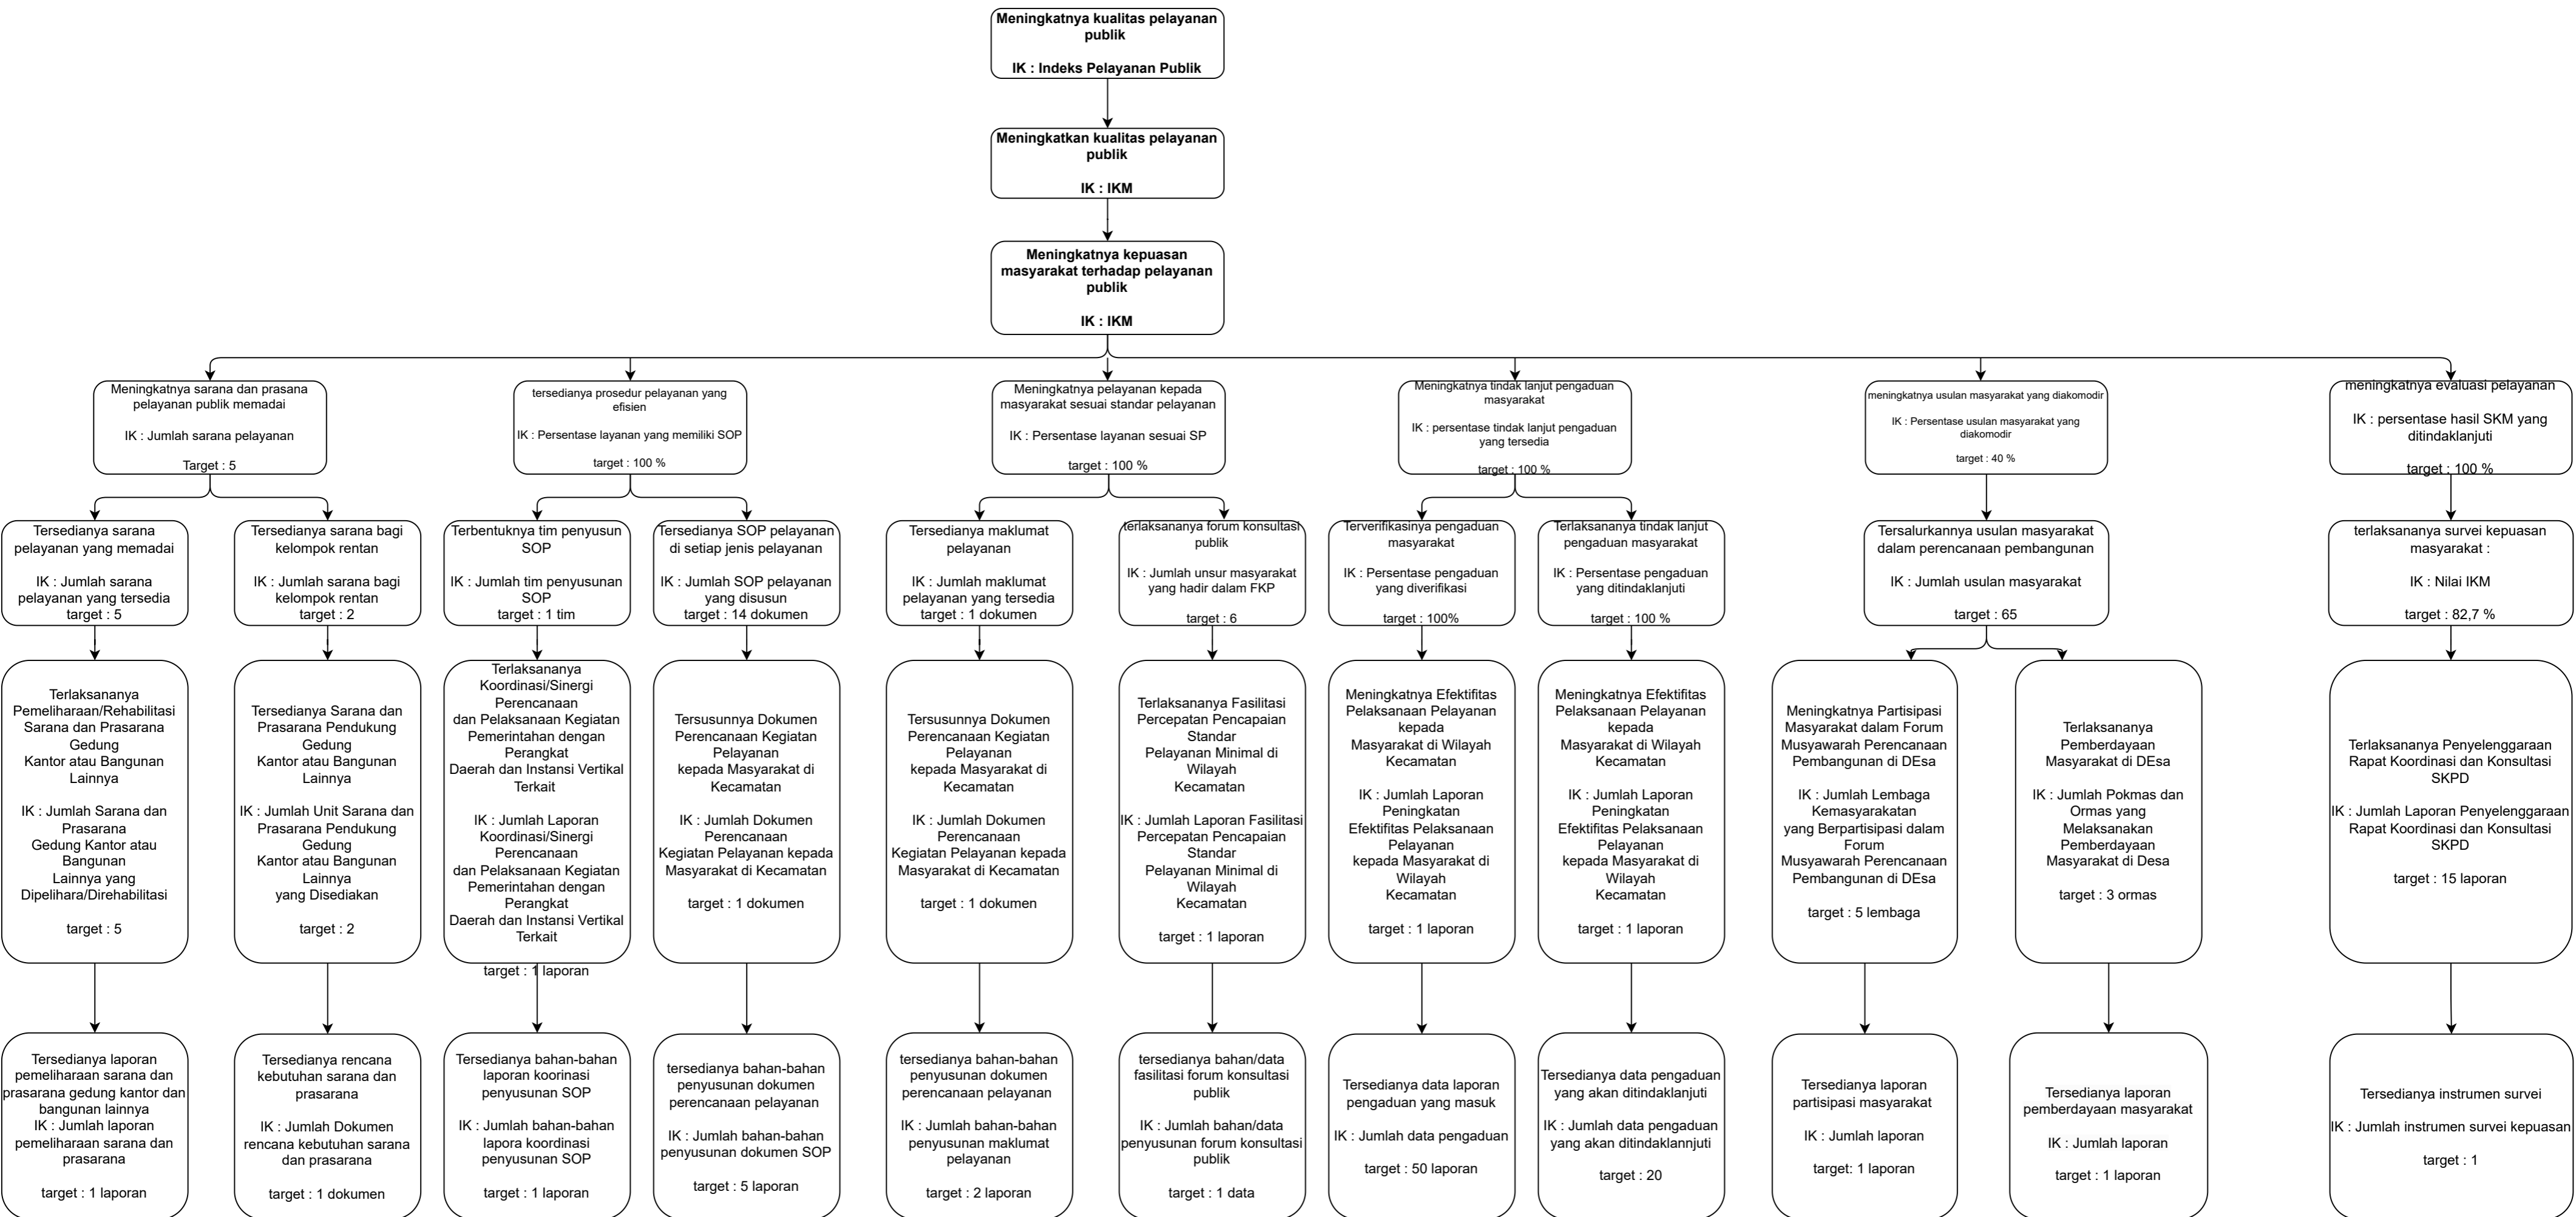 Meningkatnya kualitas pelayanan
publik
IK : Indeks Pelayanan Publik
Meningkatkan kualitas pelayanan
publik
IK : IKM
Meningkatnya kepuasan
masyarakat terhadap pelayanan
publik
IK : IKM
Meningkatnya sarana dan prasana
pelayanan publik memadai
IK : Jumlah sarana pelayanan
Target : 5
tersedianya prosedur pelayanan yang
efisien
IK : Persentase layanan yang memiliki SOP
target : 100 %
Meningkatnya pelayanan kepada
masyarakat sesuai standar pelayanan
IK : Persentase layanan sesuai SP
target : 100 %
Meningkatnya tindak lanjut pengaduan
masyarakat
IK : persentase tindak lanjut pengaduan
yang tersedia
target : 100 %
meningkatnya usulan masyarakat yang diakomodir
IK : Persentase usulan masyarakat yang
diakomodir
target : 40 %
meningkatnya evaluasi pelayanan
IK : persentase hasil SKM yang
ditindaklanjuti
target : 100 %
Tersedianya sarana
pelayanan yang memadai
IK : Jumlah sarana
pelayanan yang tersedia
target : 5
Tersedianya sarana bagi
kelompok rentan
IK : Jumlah sarana bagi
kelompok rentan
target : 2
Terbentuknya tim penyusun
SOP
IK : Jumlah tim penyusunan
SOP
target : 1 tim
Tersedianya SOP pelayanan
di setiap jenis pelayanan
IK : Jumlah SOP pelayanan
yang disusun
target : 14 dokumen
Tersedianya maklumat
pelayanan
IK : Jumlah maklumat
pelayanan yang tersedia
target : 1 dokumen
terlaksananya forum konsultasi
publik
IK : Jumlah unsur masyarakat
yang hadir dalam FKP
target : 6
Terverifikasinya pengaduan
masyarakat
IK : Persentase pengaduan
yang diverifikasi
target : 100%
Terlaksananya tindak lanjut
pengaduan masyarakat
IK : Persentase pengaduan
yang ditindaklanjuti
target : 100 %
Tersalurkannya usulan masyarakat
dalam perencanaan pembangunan
IK : Jumlah usulan masyarakat
target : 65
terlaksananya survei kepuasan
masyarakat :
IK : Nilai IKM
target : 82,7 %
Terlaksananya
Pemeliharaan/Rehabilitasi
Sarana dan Prasarana
Gedung
Kantor atau Bangunan
Lainnya
IK : Jumlah Sarana dan
Prasarana
Gedung Kantor atau
Bangunan
Lainnya yang
Dipelihara/Direhabilitasi
target : 5
Tersedianya Sarana dan
Prasarana Pendukung
Gedung
Kantor atau Bangunan
Lainnya
IK : Jumlah Unit Sarana dan
Prasarana Pendukung
Gedung
Kantor atau Bangunan
Lainnya
yang Disediakan
target : 2
Terlaksananya
Koordinasi/Sinergi
Perencanaan
dan Pelaksanaan Kegiatan
Pemerintahan dengan
Perangkat
Daerah dan Instansi Vertikal
Terkait
IK : Jumlah Laporan
Koordinasi/Sinergi
Perencanaan
dan Pelaksanaan Kegiatan
Pemerintahan dengan
Perangkat
Daerah dan Instansi Vertikal
Terkait
target : 1 laporan
Tersusunnya Dokumen
Perencanaan Kegiatan
Pelayanan
kepada Masyarakat di
Kecamatan
IK : Jumlah Dokumen
Perencanaan
Kegiatan Pelayanan kepada
Masyarakat di Kecamatan
target : 1 dokumen
Tersusunnya Dokumen
Perencanaan Kegiatan
Pelayanan
kepada Masyarakat di
Kecamatan
IK : Jumlah Dokumen
Perencanaan
Kegiatan Pelayanan kepada
Masyarakat di Kecamatan
target : 1 dokumen
Terlaksananya Fasilitasi
Percepatan Pencapaian
Standar
Pelayanan Minimal di
Wilayah
Kecamatan
IK : Jumlah Laporan Fasilitasi
Percepatan Pencapaian
Standar
Pelayanan Minimal di
Wilayah
Kecamatan
target : 1 laporan
Meningkatnya Efektifitas
Pelaksanaan Pelayanan
kepada
Masyarakat di Wilayah
Kecamatan
IK : Jumlah Laporan
Peningkatan
Efektifitas Pelaksanaan
Pelayanan
kepada Masyarakat di
Wilayah
Kecamatan
target : 1 laporan
Meningkatnya Efektifitas
Pelaksanaan Pelayanan
kepada
Masyarakat di Wilayah
Kecamatan
IK : Jumlah Laporan
Peningkatan
Efektifitas Pelaksanaan
Pelayanan
kepada Masyarakat di
Wilayah
Kecamatan
target : 1 laporan
Meningkatnya Partisipasi
Masyarakat dalam Forum
Musyawarah Perencanaan
Pembangunan di DEsa
IK : Jumlah Lembaga
Kemasyarakatan
yang Berpartisipasi dalam
Forum
Musyawarah Perencanaan
Pembangunan di DEsa
target : 5 lembaga
Terlaksananya
Pemberdayaan
Masyarakat di DEsa
IK : Jumlah Pokmas dan
Ormas yang
Melaksanakan
Pemberdayaan
Masyarakat di Desa
target : 3 ormas
Terlaksananya Penyelenggaraan
Rapat Koordinasi dan Konsultasi
SKPD
IK : Jumlah Laporan Penyelenggaraan
Rapat Koordinasi dan Konsultasi
SKPD
target : 15 laporan
Tersedianya laporan
pemeliharaan sarana dan
prasarana gedung kantor dan
bangunan lainnya
IK : Jumlah laporan
pemeliharaan sarana dan
prasarana
target : 1 laporan
Tersedianya rencana
kebutuhan sarana dan
prasarana
IK : Jumlah Dokumen
rencana kebutuhan sarana
dan prasarana
target : 1 dokumen
Tersedianya bahan-bahan
laporan koorinasi
penyusunan SOP
IK : Jumlah bahan-bahan
lapora koordinasi
penyusunan SOP
target : 1 laporan
tersedianya bahan-bahan
penyusunan dokumen
perencanaan pelayanan
IK : Jumlah bahan-bahan
penyusunan dokumen SOP
target : 5 laporan
tersedianya bahan-bahan
penyusunan dokumen
perencanaan pelayanan
IK : Jumlah bahan-bahan
penyusunan maklumat
pelayanan
target : 2 laporan
tersedianya bahan/data
fasilitasi forum konsultasi
publik
IK : Jumlah bahan/data
penyusunan forum konsultasi
publik
target : 1 data
Tersedianya data laporan
pengaduan yang masuk
IK : Jumlah data pengaduan
target : 50 laporan
Tersedianya data pengaduan
yang akan ditindaklanjuti
IK : Jumlah data pengaduan
yang akan ditindaklannjuti
target : 20
Tersedianya laporan
partisipasi masyarakat
IK : Jumlah laporan
target: 1 laporan
Tersedianya laporan
pemberdayaan masyarakat
IK : Jumlah laporan
target : 1 laporan
Tersedianya instrumen survei
IK : Jumlah instrumen survei kepuasan
target : 1